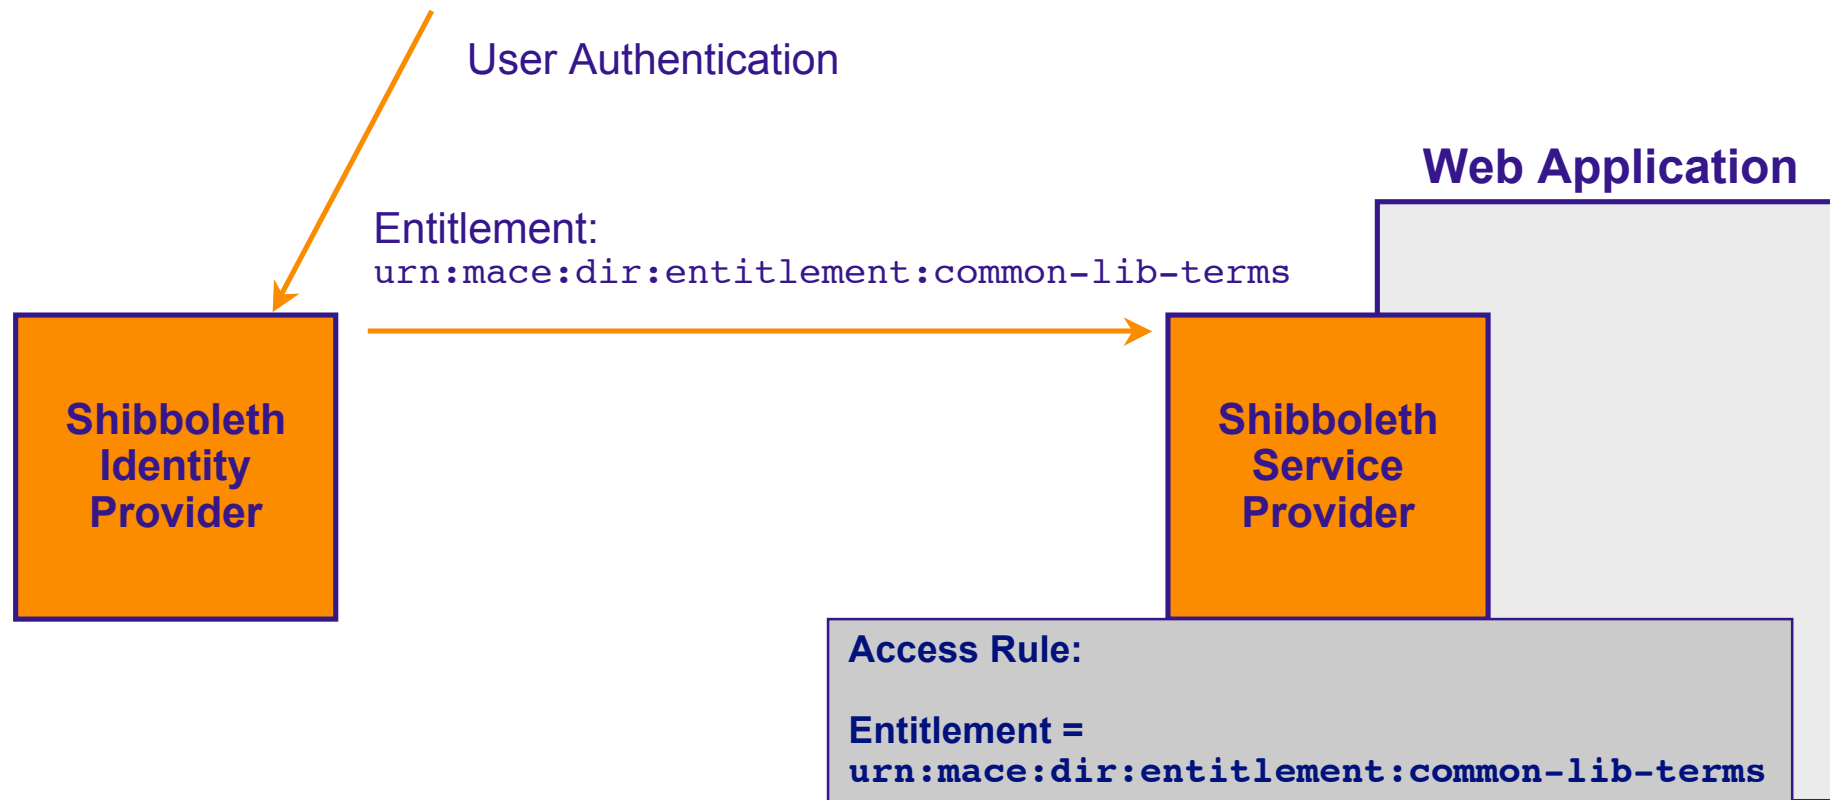 User Authentication
Web Application
Entitlement:
urn:mace:dir:entitlement:common-lib-terms
Shibboleth
Identity
Provider
Shibboleth
Service
Provider
Access Rule:
Entitlement =
urn:mace:dir:entitlement:common-lib-terms